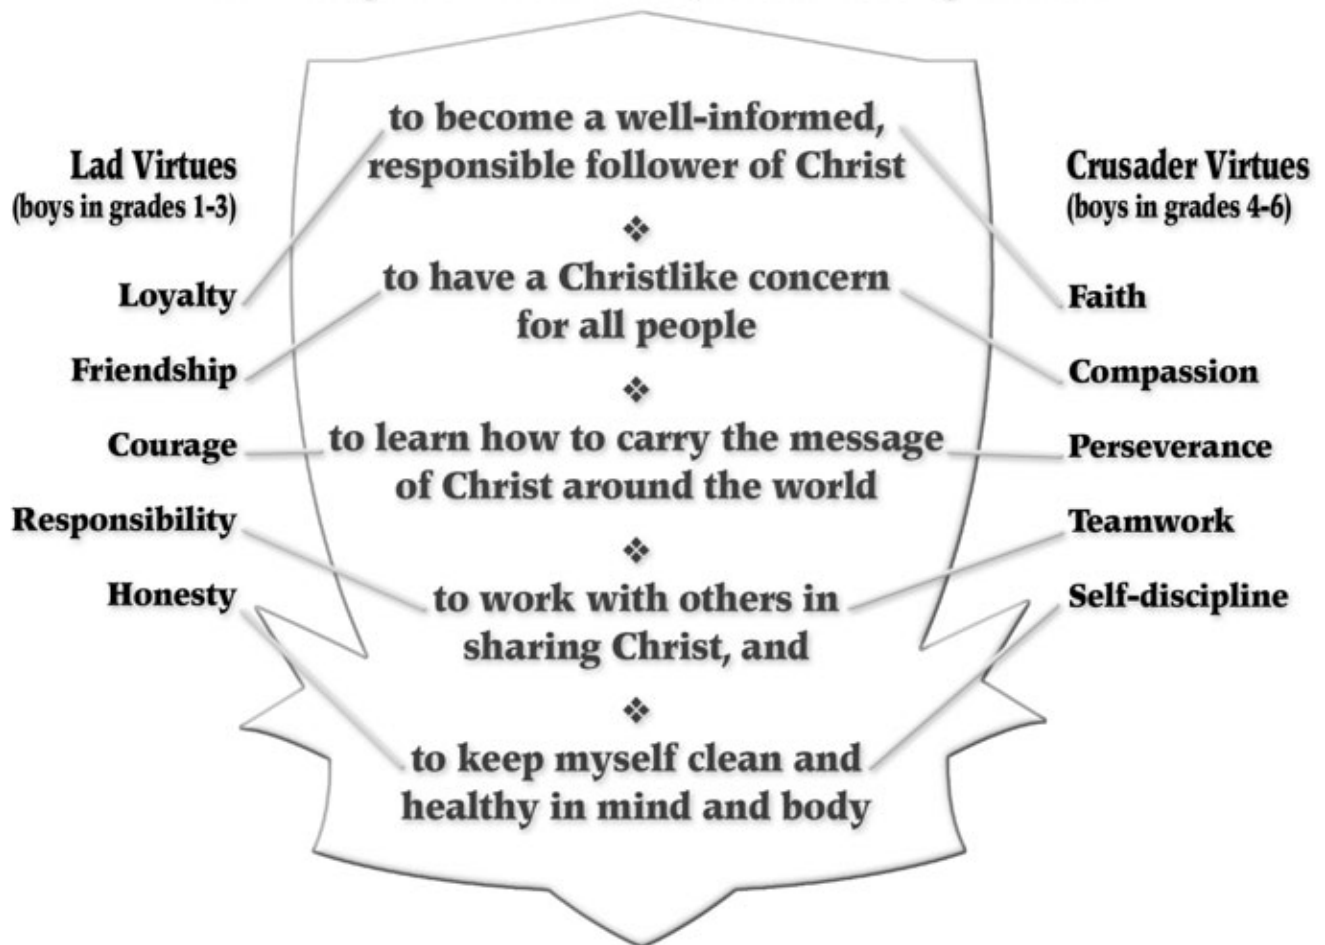 Lad Virtues
(boys in grades 1-3)
Loyalty
Friendship
Courage
Responsibility
Honesty
to become a well-informed,
responsible follower of Christ
❖
to have a Christlike concern
for all people
❖
to learn how to carry the message
of Christ around the world
❖
to work with others in
sharing Christ, and
❖
to keep myself clean and
healthy in mind and body
Crusader Virtues
(boys in grades 4-6)
Faith
Compassion
Perseverance
Teamwork
Self-discipline